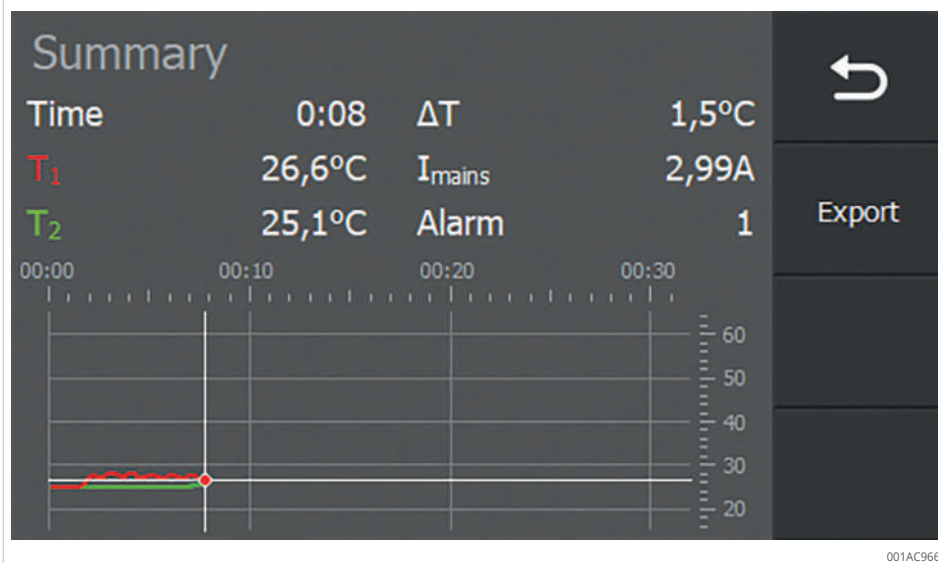 Summary
Time 0:08 ΔT 1,5°C
T₁ 26,6°C Imains 2,99A
T₂ 25,1°C Alarm 1
Export
00:00 00:10 00:20 00:30
60
50
40
30
20
001AC966